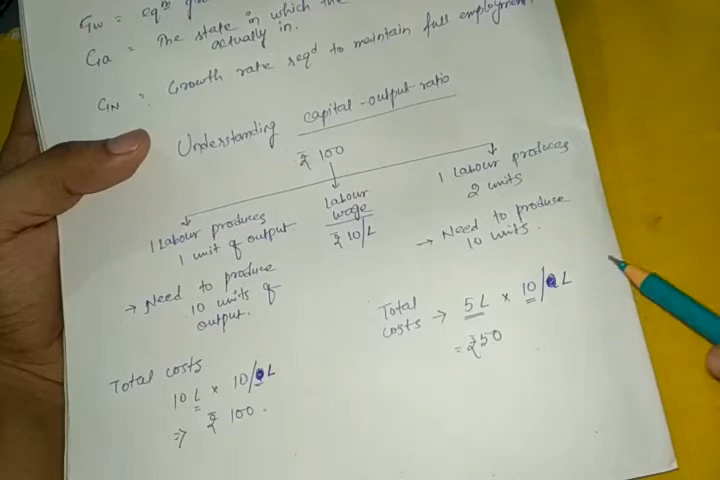 Gw = eqm
Ga = The state in which the
actually in.
GN = Growth rate reqd to maintain full employment.
Understanding capital-output ratio
₹ 100
1 Labour produces
1 unit of output.
→ Need to produce
10 units of
output.
Total costs
10 L × 10/L
⇒ ₹ 100.
Labour
wage
₹ 10/L
1 Labour produces
2 units
→ Need to produce
10 units.
Total
costs → 5 L × 10/L
= ₹50